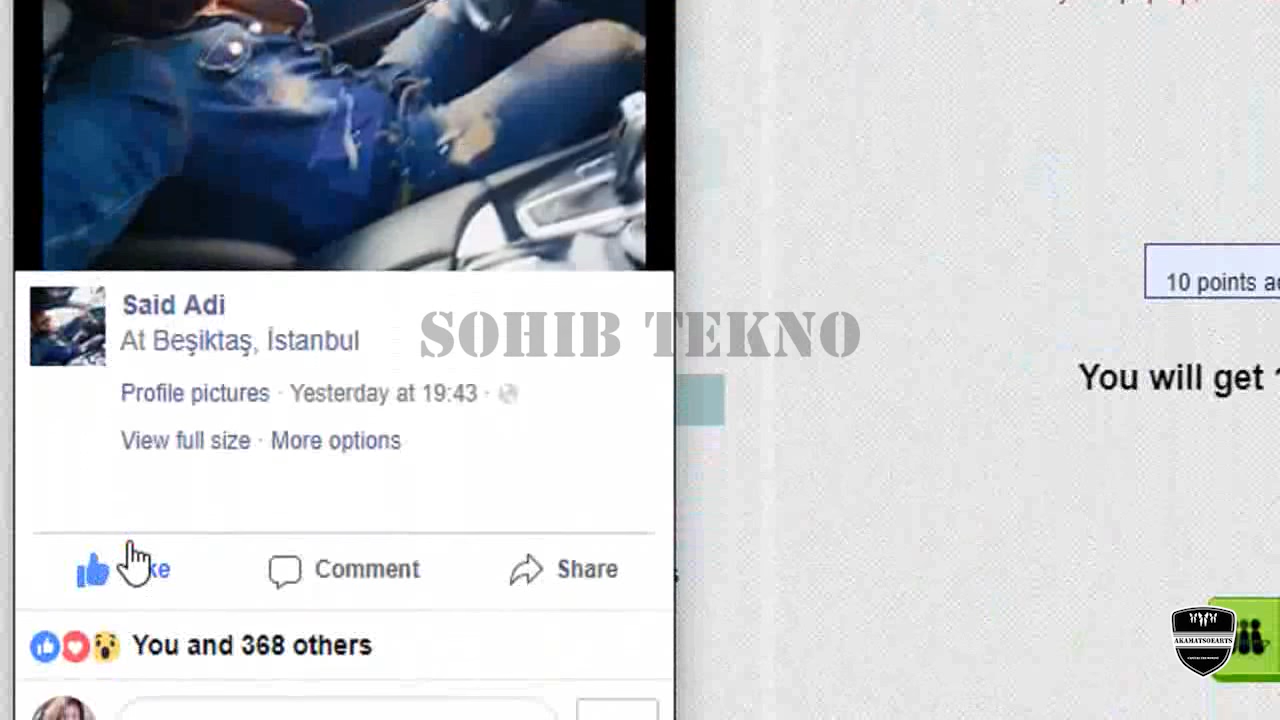 Said Adi
At Beşiktaş, İstanbul
Profile pictures · Yesterday at 19:43 ·
View full size · More options
Comment
Share
You and 368 others
SOHIB TEKNO
10 points
You will get
AKAMATSOEARTS